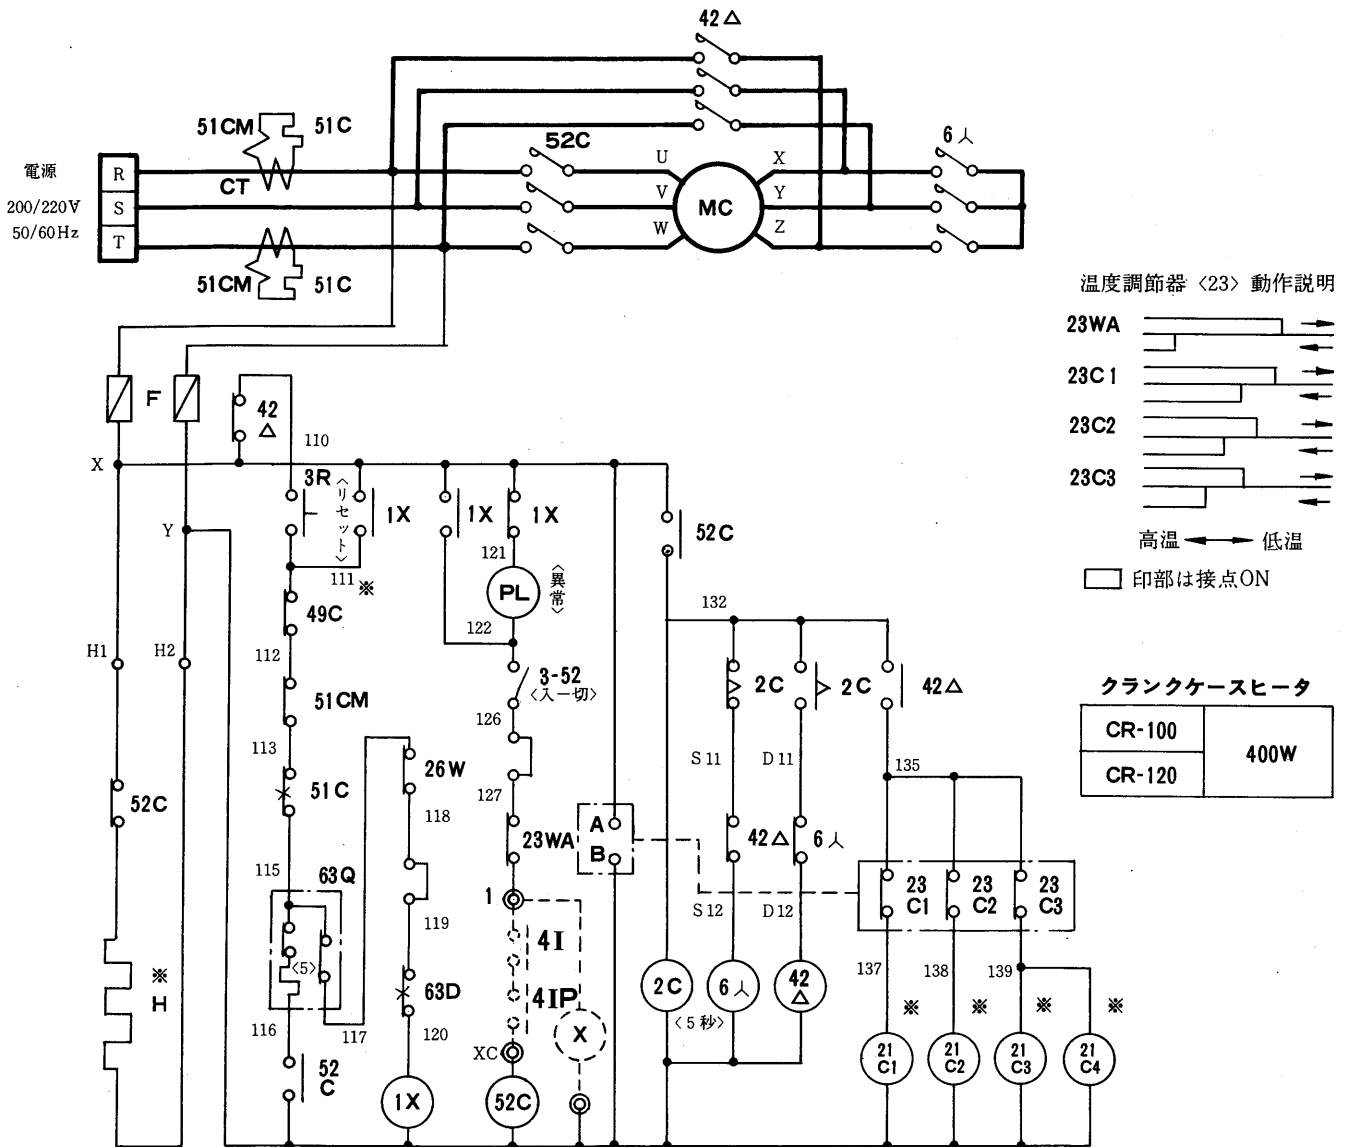 42△
51CM
51C
52C
6人
電源
200/220V
50/60Hz
R
S
T
CT
U
V
W
MC
X
Y
Z
51CM
51C
温度調節器〈23〉動作説明
23WA
23C1
23C2
23C3
高温
低温
印部は接点ON
F
42
△
110
X
3R
〈リセット〉
1X
1X
1X
52C
Y
111
※
121
PL
〈異常〉
122
132
49C
H1
H2
112
3-52
〈入-切〉
2C
2C
42△
クランクケースヒータ
CR-100
CR-120
400W
51CM
126
113
26W
S11
D11
135
51C
127
52C
118
23WA
A
B
42△
6人
115
63Q
1
23
C1
23
C2
23
C3
119
S12
D12
4I
〈5〉
※
H
63D
4IP
2C
6人
42
△
137
138
139
116
117
120
〈5秒〉
※
※
※
※
X
XC
52
C
1X
52C
21
C1
21
C2
21
C3
21
C4